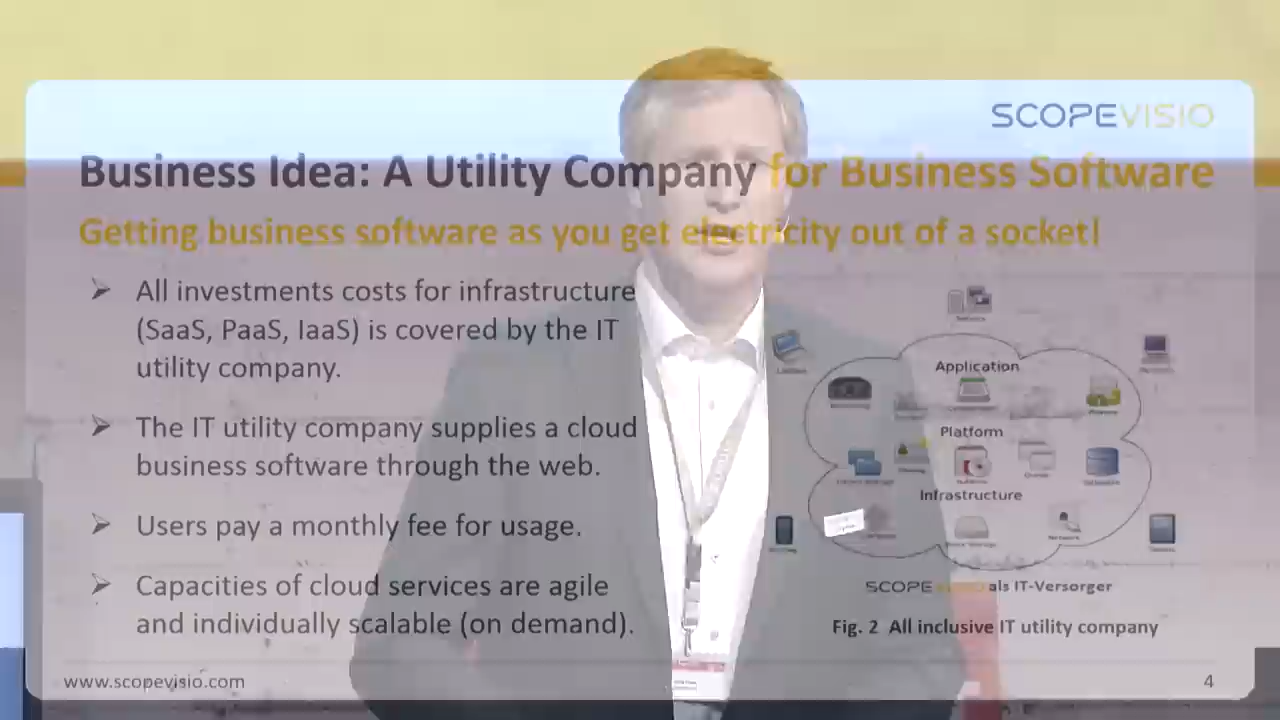 SCOPEVISIO
Business Idea: A Utility Company for Business Software
Getting business software as you get electricity out of a socket!
All investments costs for infrastructure
(SaaS, PaaS, IaaS) is covered by the IT
utility company.
The IT utility company supplies a cloud
business software through the web.
Users pay a monthly fee for usage.
Capacities of cloud services are agile
and individually scalable (on demand).
Application
Platform
Infrastructure
SCOPEVISIO als IT-Versorger
Fig. 2 All inclusive IT utility company
www.scopevisio.com
4